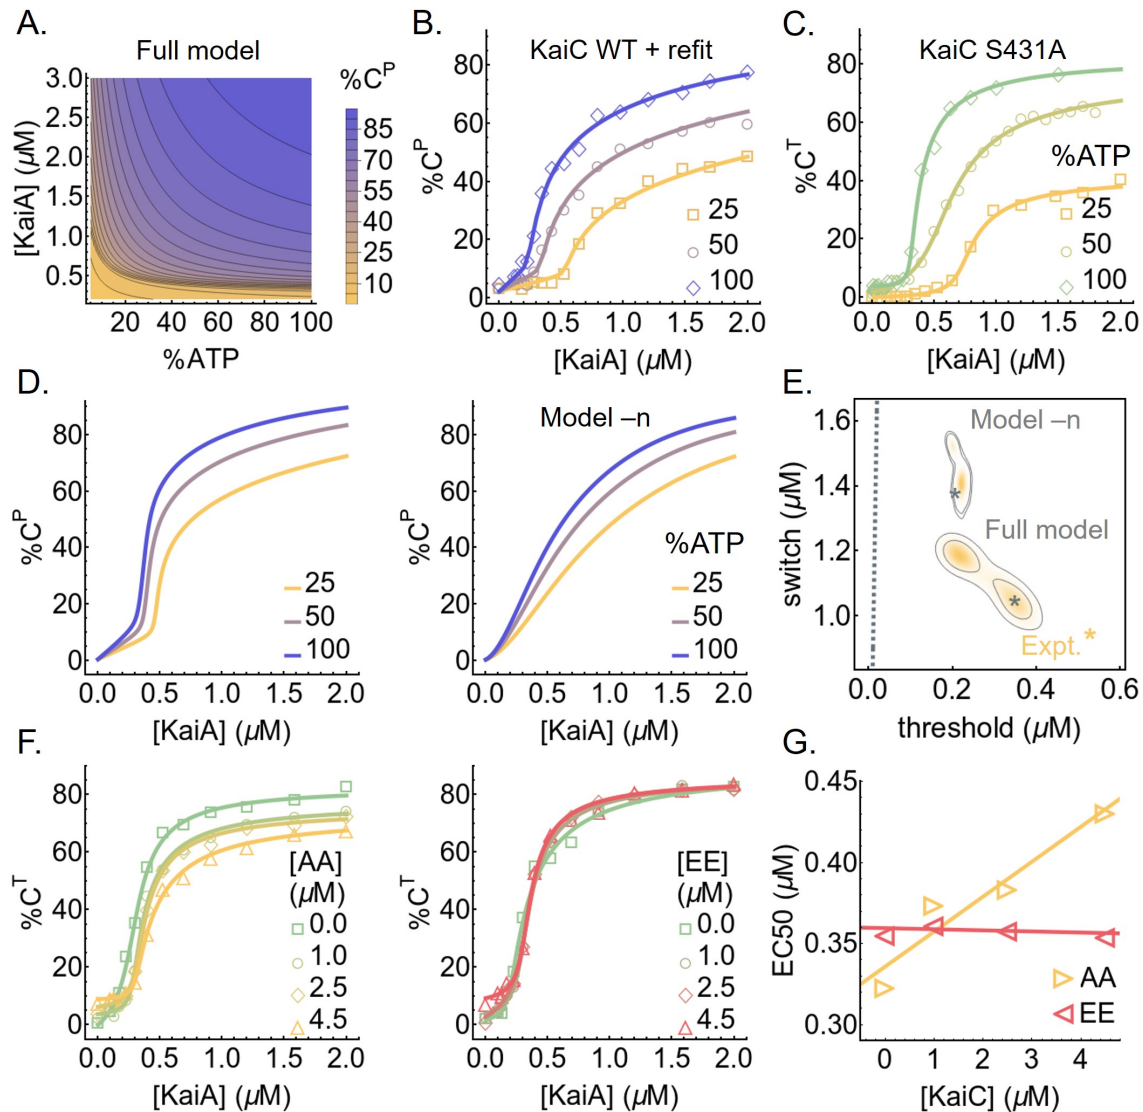 A.
Full model
%Cᴾ
3.0
2.5
2.0
1.5
1.0
0.5
[KaiA] (µM)
20 40 60 80 100
%ATP
85
70
55
40
25
10
B.
KaiC WT + refit
80
60
40
20
0
%Cᴾ
25
50
100
0.0 0.5 1.0 1.5 2.0
[KaiA] (µM)
C.
KaiC S431A
80
60
40
20
0
%Cᵀ
%ATP
25
50
100
0.0 0.5 1.0 1.5 2.0
[KaiA] (µM)
D.
80
60
40
20
0
%Cᴾ
25
50
100
0.0 0.5 1.0 1.5 2.0
[KaiA] (µM)
Model –n
80
60
40
20
0
%Cᴾ
%ATP
25
50
100
0.0 0.5 1.0 1.5 2.0
[KaiA] (µM)
E.
1.6
1.4
1.2
1.0
switch (µM)
Model –n
*
Full model
*
Expt.*
0.0 0.2 0.4 0.6
threshold (µM)
F.
80
60
40
20
0
%Cᵀ
[AA]
(µM)
0.0
1.0
2.5
4.5
0.0 0.5 1.0 1.5 2.0
[KaiA] (µM)
80
60
40
20
0
%Cᵀ
[EE]
(µM)
0.0
1.0
2.5
4.5
0.0 0.5 1.0 1.5 2.0
[KaiA] (µM)
G.
0.45
0.40
0.35
0.30
EC50 (µM)
AA
EE
0 1 2 3 4
[KaiC] (µM)